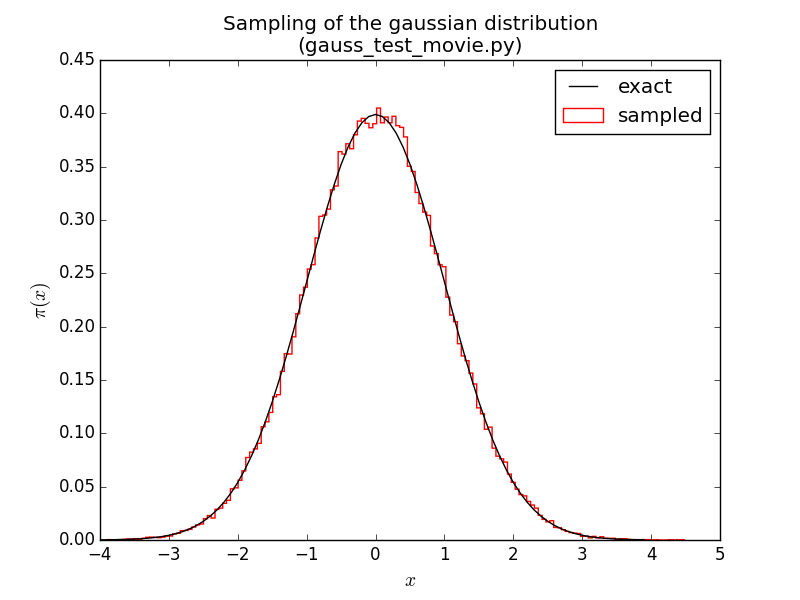 Sampling of the gaussian distribution
(gauss_test_movie.py)
exact
sampled
π(x)
0.45
0.40
0.35
0.30
0.25
0.20
0.15
0.10
0.05
0.00
−4 −3 −2 −1 0 1 2 3 4 5
x